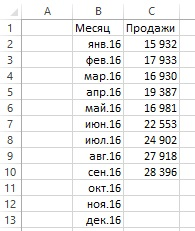 A B C
1 Месяц Продажи
2 янв.16 15 932
3 фев.16 17 933
4 мар.16 16 930
5 апр.16 19 387
6 май.16 16 981
7 июн.16 22 553
8 июл.16 24 902
9 авг.16 27 918
10 сен.16 28 396
11 окт.16
12 ноя.16
13 дек.16